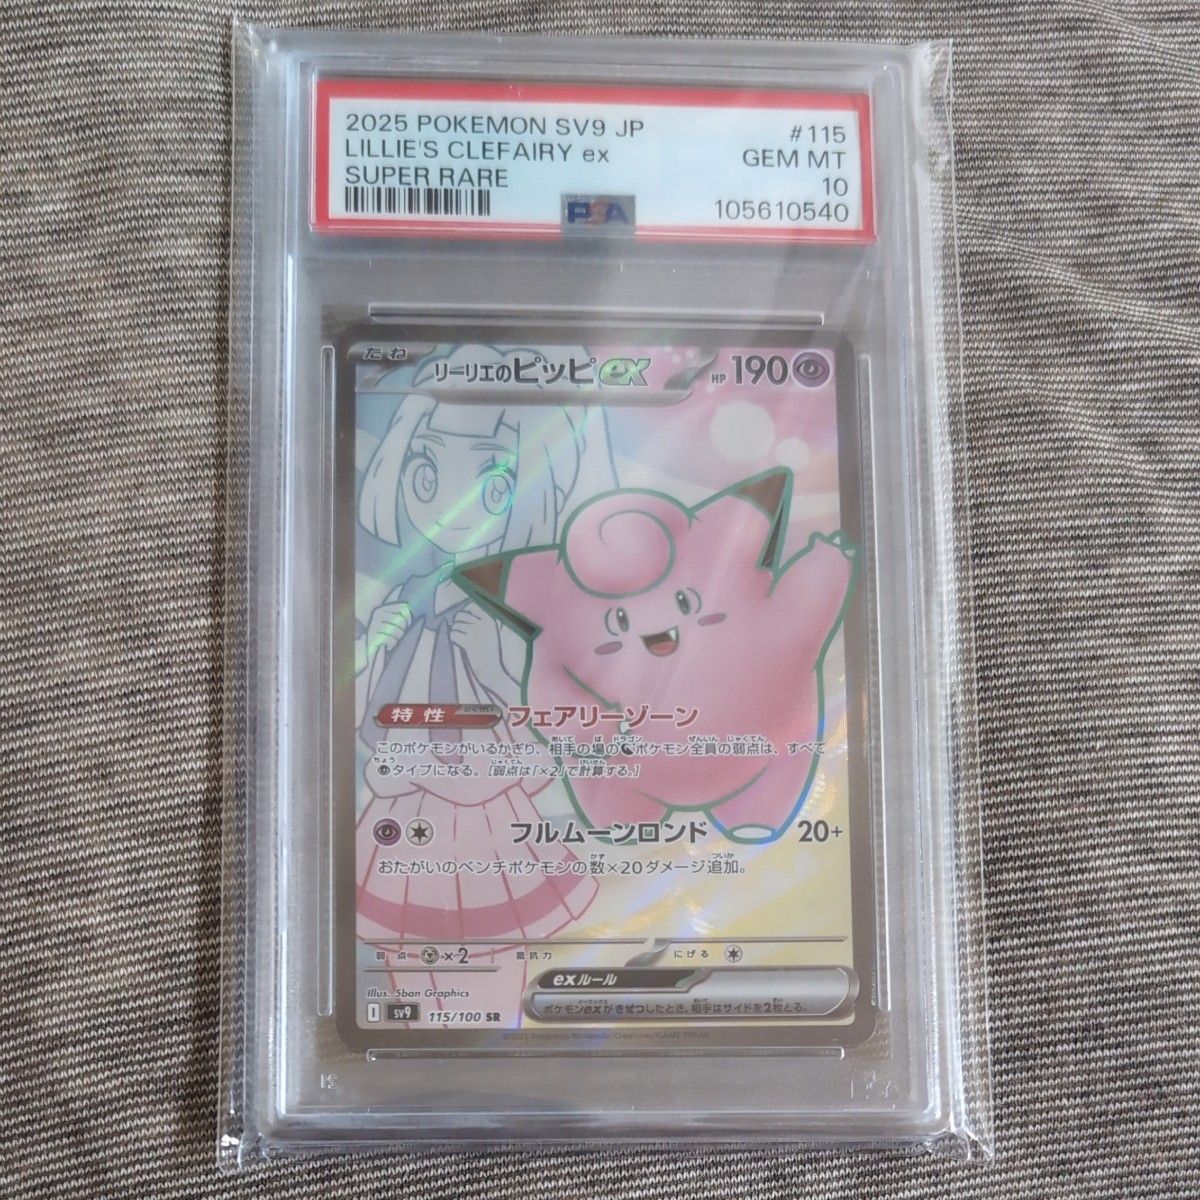 2025 POKEMON SV9 JP #115
LILLIE'S CLEFAIRY ex GEM MT
SUPER RARE 10
PSA 105610540
たね リーリエのピッピex HP 190
特性 フェアリーゾーン
このポケモンがいるかぎり、相手の場のポケモン全員の弱点は、すべて
タイプになる。[弱点は「×2」で計算する。]
フルムーンロンド 20+
おたがいのベンチポケモンの数×20ダメージ追加。
弱点 ×2 抵抗力 にげる
exルール
ポケモンexがきぜつしたとき、相手はサイドを2枚とる。
Illus. 5ban Graphics
I sv9 115/100 SR
©2025 Pokémon/Nintendo/Creatures/GAME FREAK.